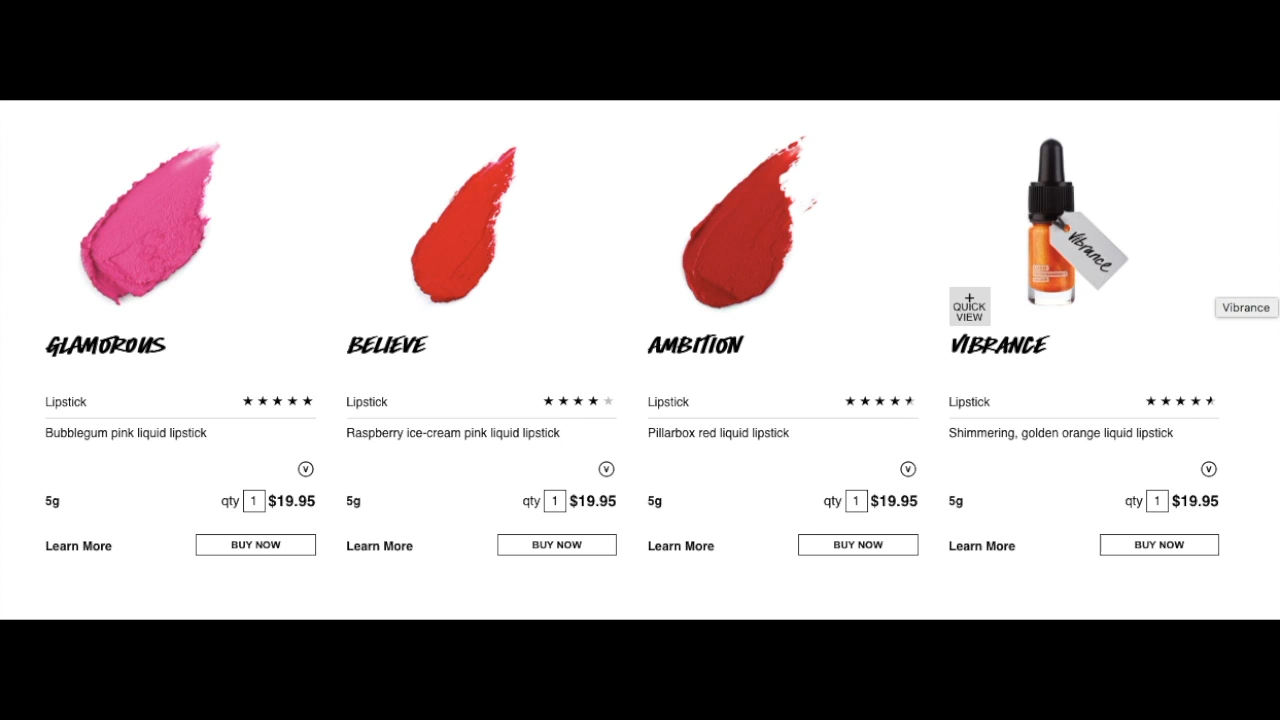 GLAMOROUS
Lipstick ★★★★★
Bubblegum pink liquid lipstick
V
5g qty 1 $19.95
Learn More BUY NOW
BELIEVE
Lipstick
Raspberry ice-cream pink liquid lipstick
V
5g qty 1 $19.95
Learn More BUY NOW
AMBITION
Lipstick
Pillarbox red liquid lipstick
V
5g qty 1 $19.95
Learn More BUY NOW
Vibrance
+
QUICK
VIEW
Vibrance
VIBRANCE
Lipstick
Shimmering, golden orange liquid lipstick
V
5g qty 1 $19.95
Learn More BUY NOW